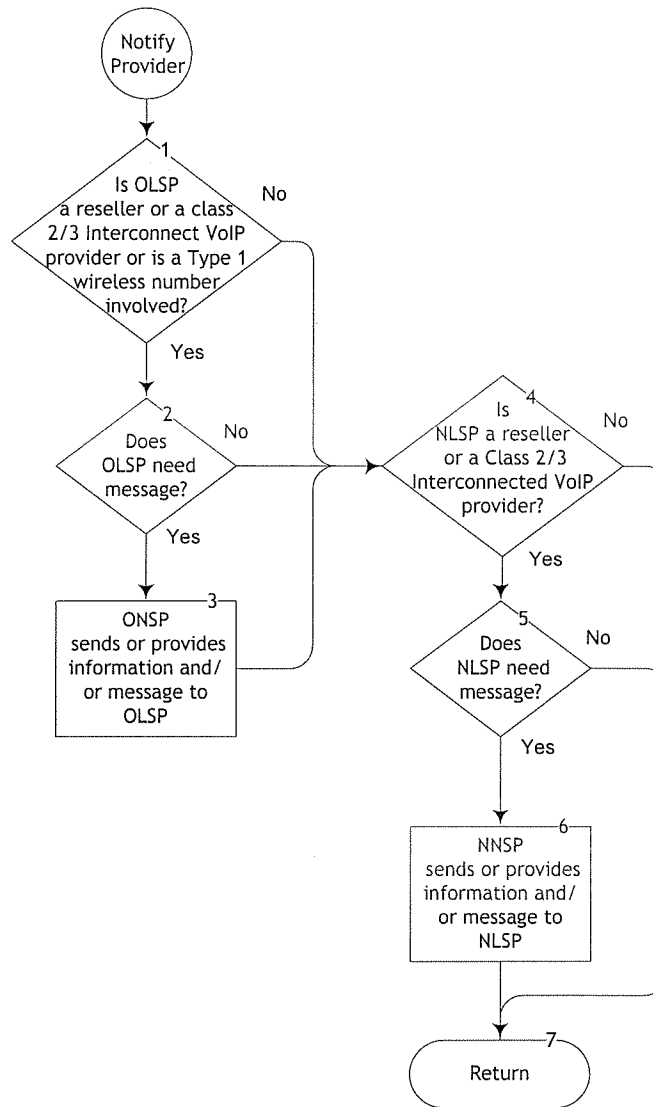 Notify
Provider
1
Is OLSP
a reseller or a class
2/3 Interconnect VoIP
provider or is a Type 1
wireless number
involved?
No
Yes
2
Does
OLSP need
message?
No
Yes
3
ONSP
sends or provides
information and/
or message to
OLSP
4
Is
NLSP a reseller
or a Class 2/3
Interconnected VoIP
provider?
No
Yes
5
Does
NLSP need
message?
No
Yes
6
NNSP
sends or provides
information and/
or message to
NLSP
7
Return